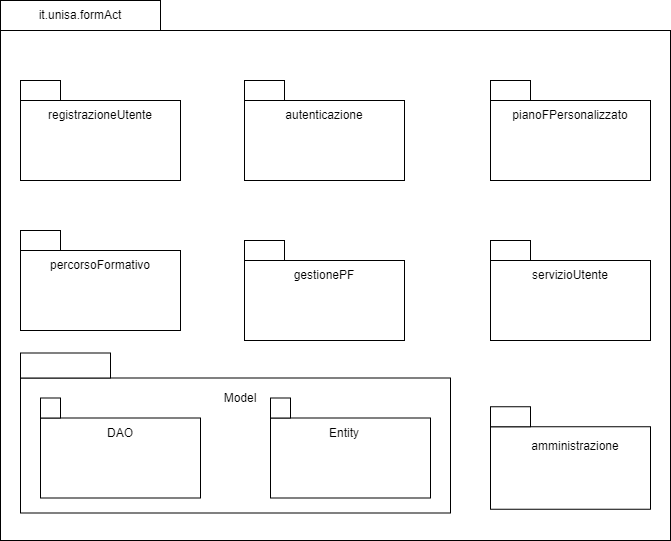 it.unisa.formAct
registrazioneUtente
autenticazione
pianoFPersonalizzato
percorsoFormativo
gestionePF
servizioUtente
Model
DAO
Entity
amministrazione